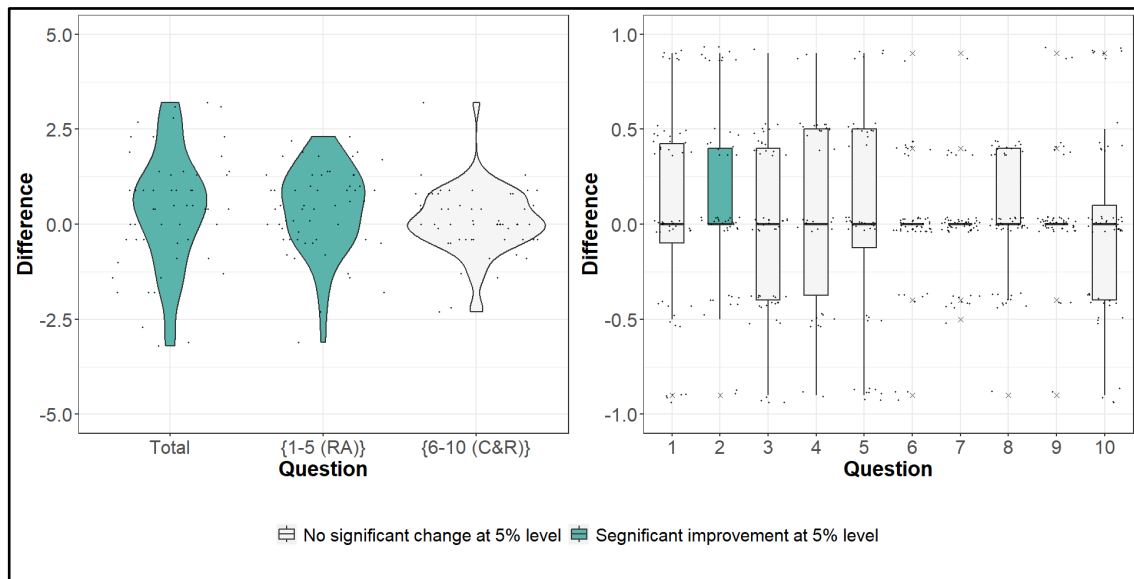 5.0
2.5
0.0
-2.5
-5.0
Difference
Total
{1-5 (RA)}
{6-10 (C&R)}
Question
1.0
0.5
0.0
-0.5
-1.0
Difference
1 2 3 4 5 6 7 8 9 10
Question
No significant change at 5% level
Segnificant improvement at 5% level